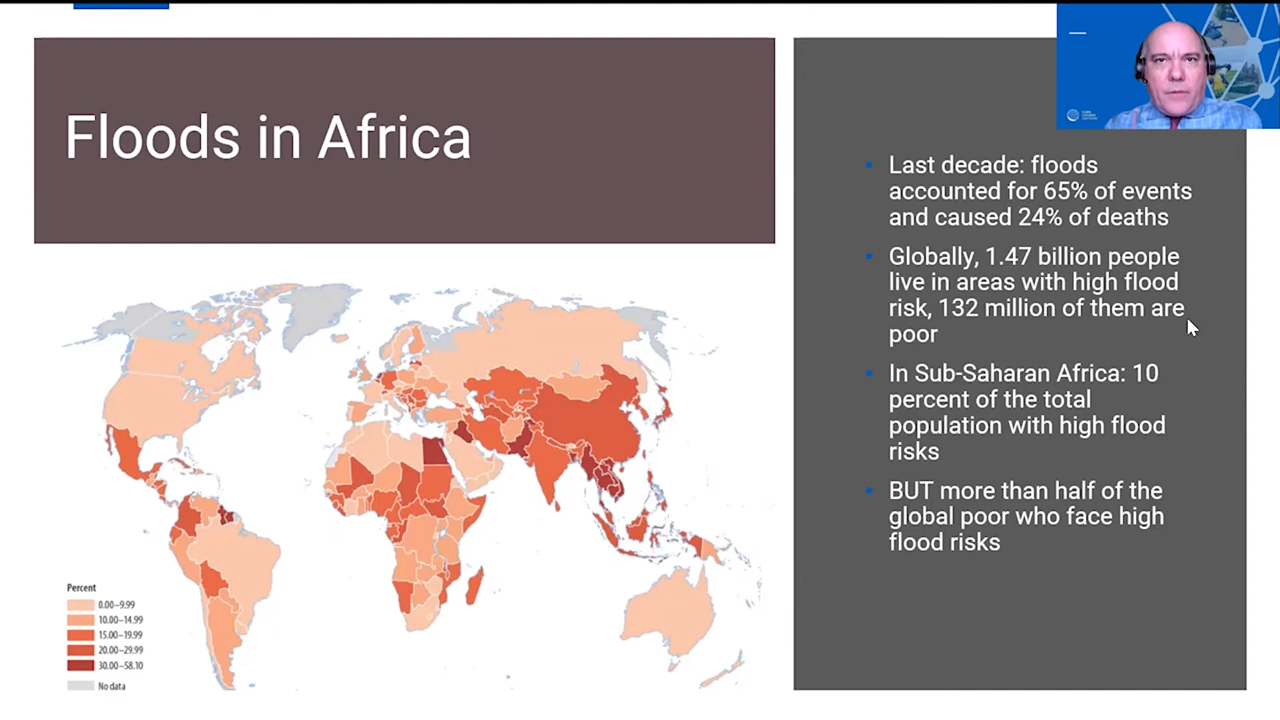 Floods in Africa
Last decade: floods
accounted for 65% of events
and caused 24% of deaths
Globally, 1.47 billion people
live in areas with high flood
risk, 132 million of them are
poor
In Sub-Saharan Africa: 10
percent of the total
population with high flood
risks
BUT more than half of the
global poor who face high
flood risks
Percent
0.00–9.99
10.00–14.99
15.00–19.99
20.00–29.99
30.00–58.10
No data